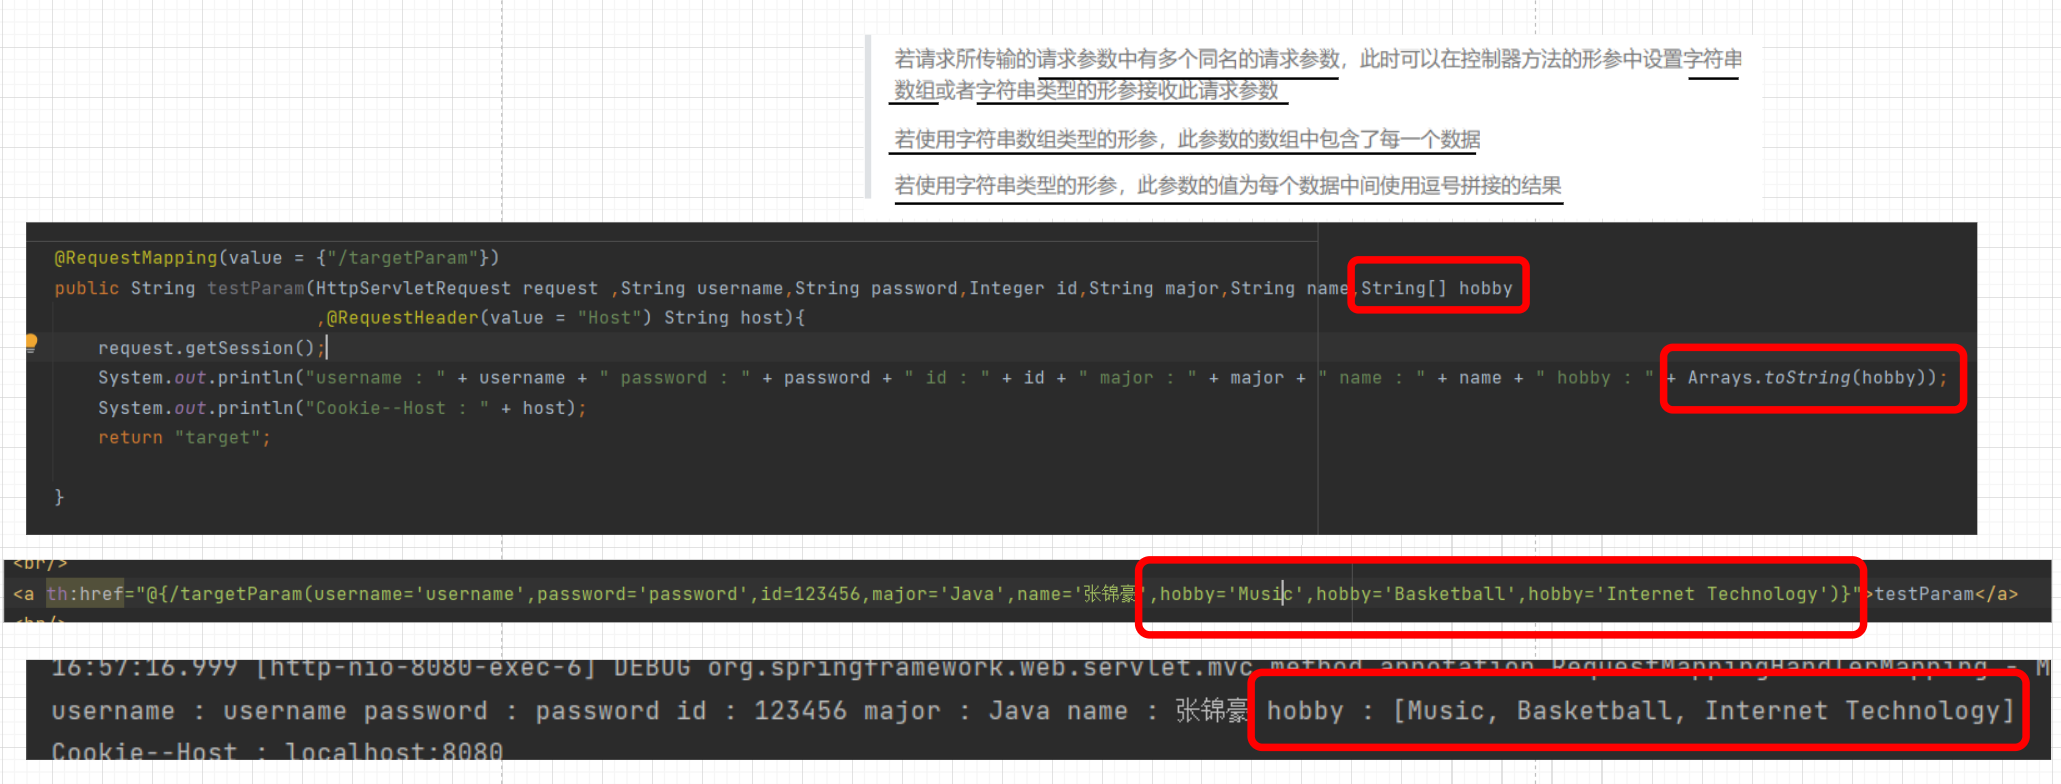 若请求所传输的请求参数中有多个同名的请求参数，此时可以在控制器方法的形参中设置字符串
数组或者字符串类型的形参接收此请求参数
若使用字符串数组类型的形参，此参数的数组中包含了每一个数据
若使用字符串类型的形参，此参数的值为每个数据中间使用逗号拼接的结果
@RequestMapping(value = {"/targetParam"})
public String testParam(HttpServletRequest request ,String username,String password,Integer id,String major,String name,String[] hobby
,@RequestHeader(value = "Host") String host){
request.getSession();
System.out.println("username : " + username + " password : " + password + " id : " + id + " major : " + major + " name : " + name + " hobby : " + Arrays.toString(hobby));
System.out.println("Cookie--Host : " + host);
return "target";
}
<br/>
<a th:href="@{/targetParam(username='username',password='password',id=123456,major='Java',name='张锦豪',hobby='Music',hobby='Basketball',hobby='Internet Technology')}">testParam</a>
<br/>
16:57:16.999 [http-nio-8080-exec-6] DEBUG org.springframework.web.servlet.mvc.method.annotation.RequestMappingHandlerMapping - M
username : username password : password id : 123456 major : Java name : 张锦豪 hobby : [Music, Basketball, Internet Technology]
Cookie--Host : localhost:8080